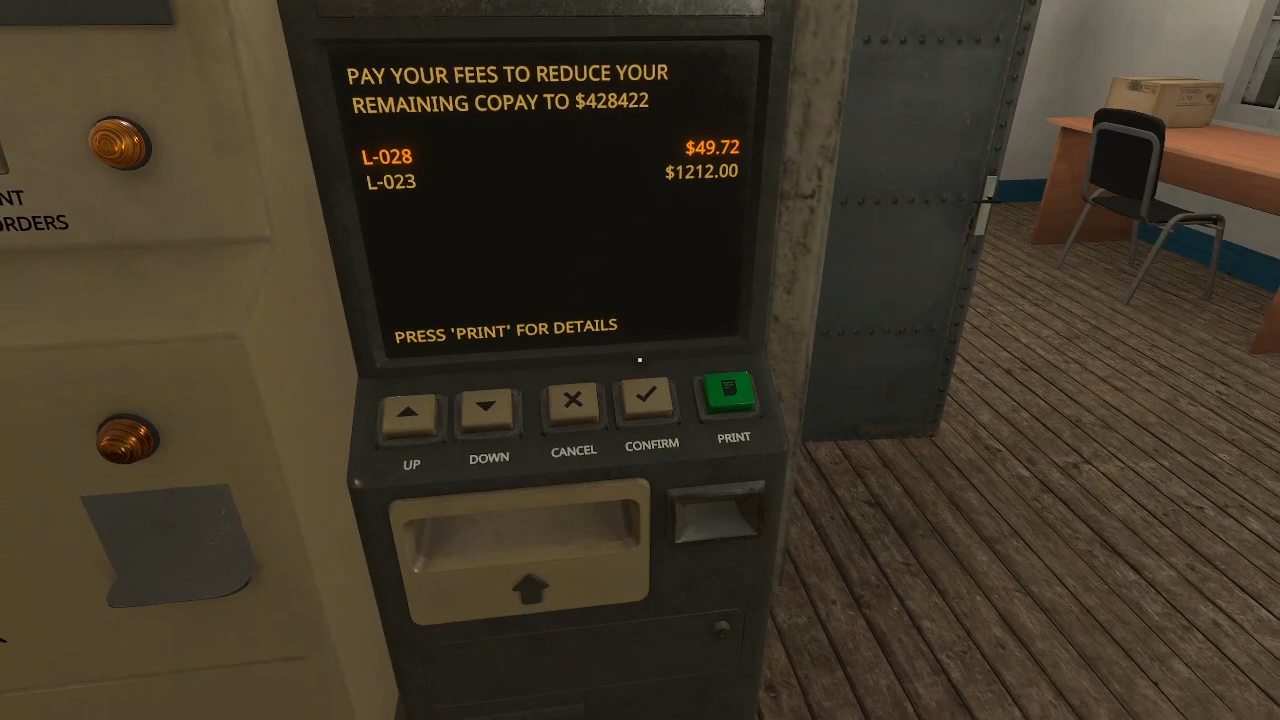 PAY YOUR FEES TO REDUCE YOUR
REMAINING COPAY TO $428422
L-028 $49.72
L-023 $1212.00
PRESS 'PRINT' FOR DETAILS
UP DOWN CANCEL CONFIRM PRINT
NT
ORDERS